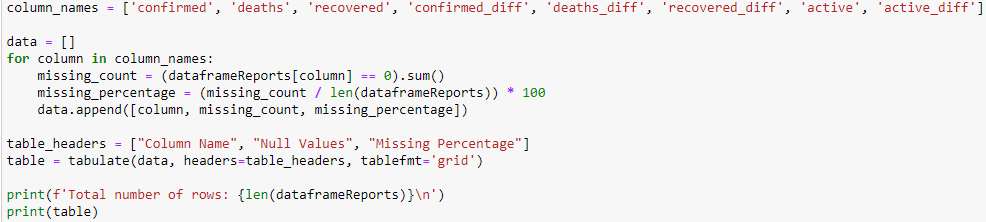 column_names = ['confirmed', 'deaths', 'recovered', 'confirmed_diff', 'deaths_diff', 'recovered_diff', 'active', 'active_diff']

data = []
for column in column_names:
    missing_count = (dataframeReports[column] == 0).sum()
    missing_percentage = (missing_count / len(dataframeReports)) * 100
    data.append([column, missing_count, missing_percentage])

table_headers = ["Column Name", "Null Values", "Missing Percentage"]
table = tabulate(data, headers=table_headers, tablefmt='grid')

print(f'Total number of rows: {len(dataframeReports)}\n')
print(table)